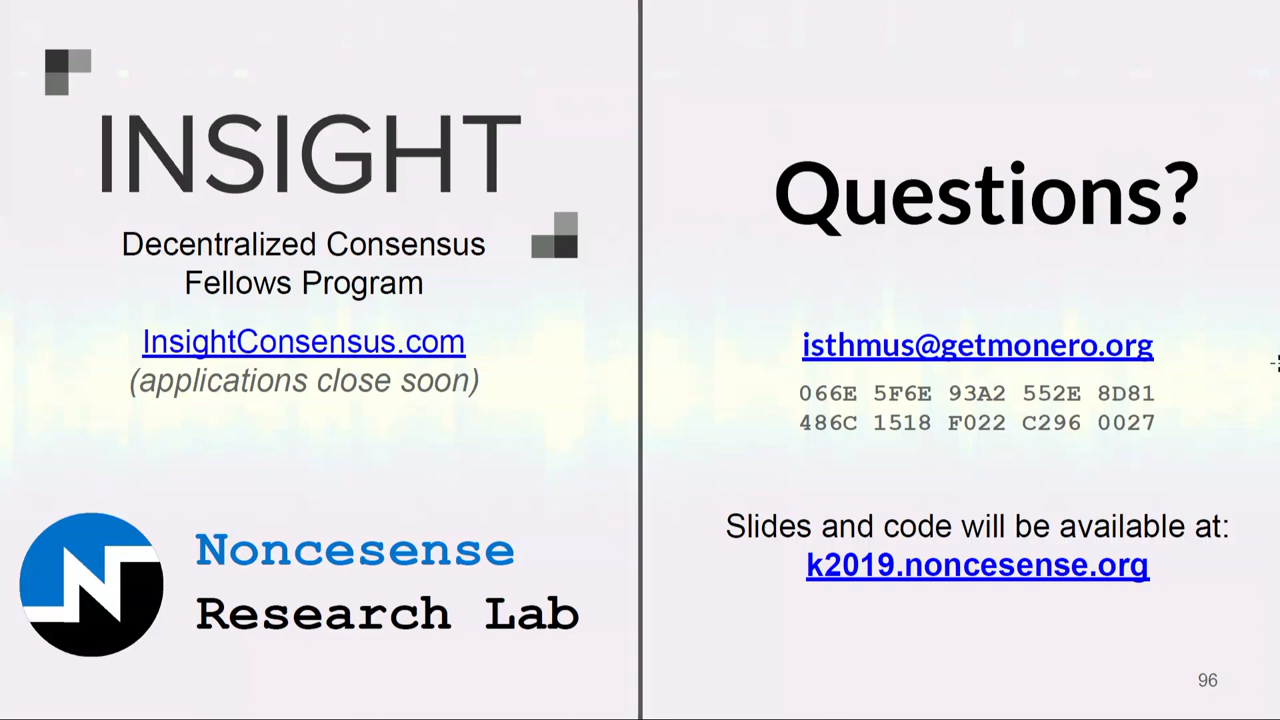 INSIGHT
Decentralized Consensus
Fellows Program
InsightConsensus.com
(applications close soon)
Noncesense
Research Lab
Questions?
isthmus@getmonero.org
066E 5F6E 93A2 552E 8D81
486C 1518 F022 C296 0027
Slides and code will be available at:
k2019.noncesense.org
96